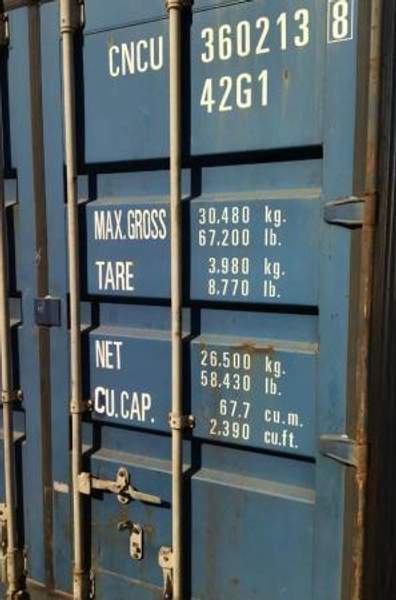 CNCU 360213 8
42G1
MAX.GROSS 30.480 kg.
67.200 lb.
TARE 3.980 kg.
8.770 lb.
NET 26.500 kg.
58.430 lb.
CU.CAP. 67.7 cu.m.
2.390 cu.ft.